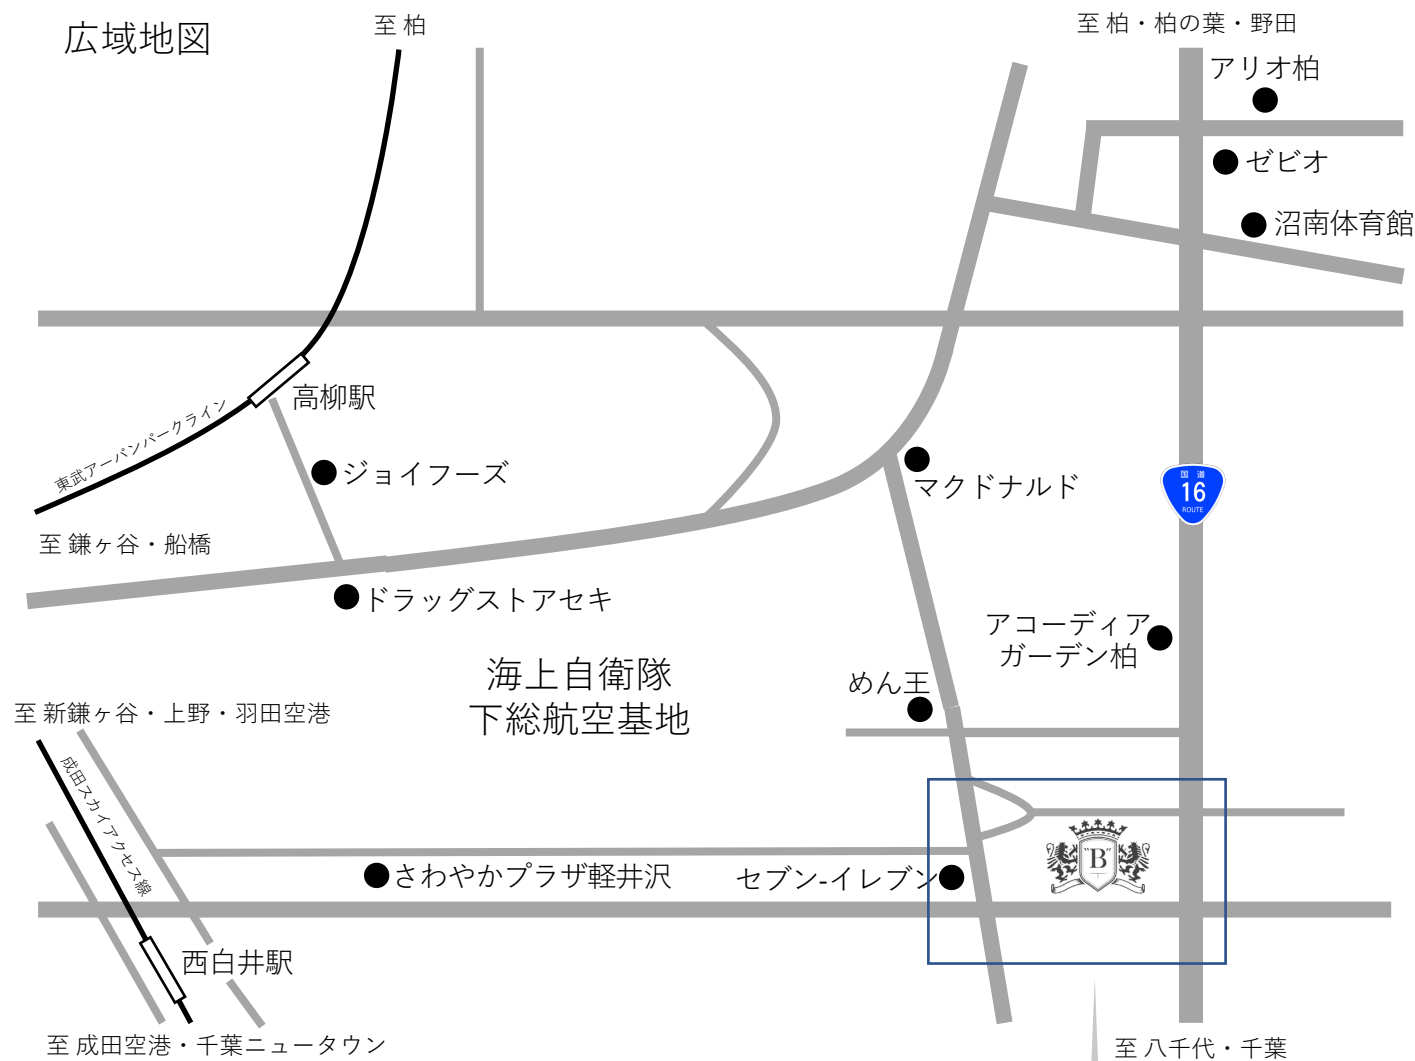 広域地図
至 柏
至 柏・柏の葉・野田
アリオ柏
ゼビオ
沼南体育館
高柳駅
東武アーバンパークライン
ジョイフーズ
マクドナルド
国道
16
ROUTE
至 鎌ヶ谷・船橋
ドラッグストアセキ
アコーディア
ガーデン柏
海上自衛隊
下総航空基地
めん王
至 新鎌ヶ谷・上野・羽田空港
成田スカイアクセス線
"B"
さわやかプラザ軽井沢
セブン-イレブン
西白井駅
至 成田空港・千葉ニュータウン
至 八千代・千葉